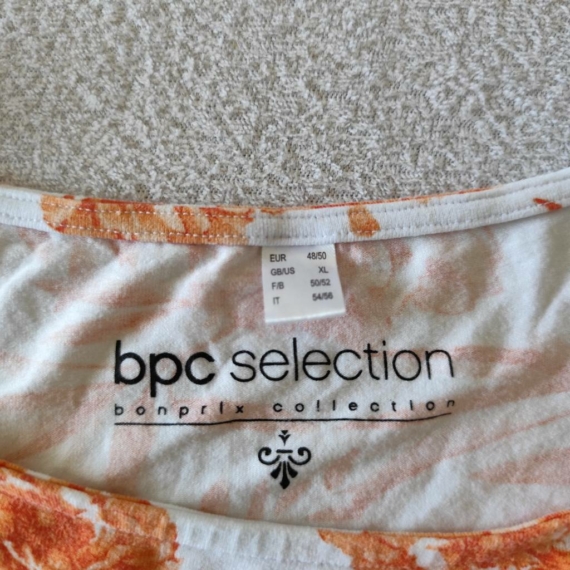 EUR 48/50
GB/US XL
F/B 50/52
IT 54/56
bpc selection
bonprix collection